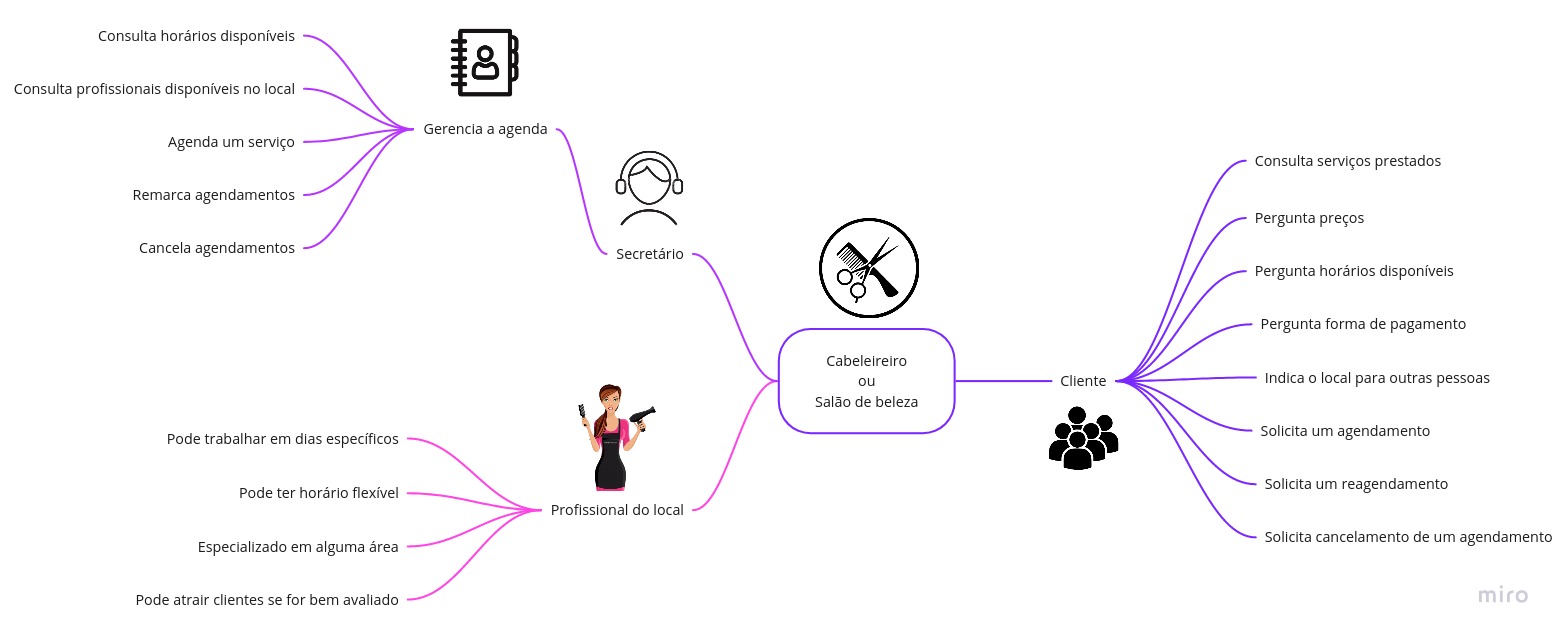 Consulta horários disponíveis
Consulta profissionais disponíveis no local
Agenda um serviço
Remarca agendamentos
Cancela agendamentos
Gerencia a agenda
Secretário
Pode trabalhar em dias específicos
Pode ter horário flexível
Especializado em alguma área
Pode atrair clientes se for bem avaliado
Profissional do local
Cabeleireiro
ou
Salão de beleza
Cliente
Consulta serviços prestados
Pergunta preços
Pergunta horários disponíveis
Pergunta forma de pagamento
Indica o local para outras pessoas
Solicita um agendamento
Solicita um reagendamento
Solicita cancelamento de um agendamento
miro